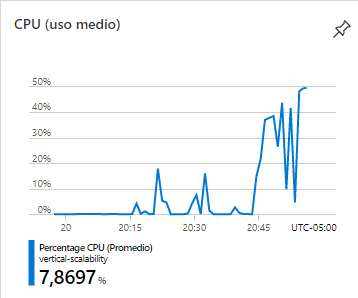 CPU (uso medio)
50%
40%
30%
20%
10%
0%
20 20:15 20:30 20:45 UTC-05:00
Percentage CPU (Promedio)
vertical-scalability
7,8697 %